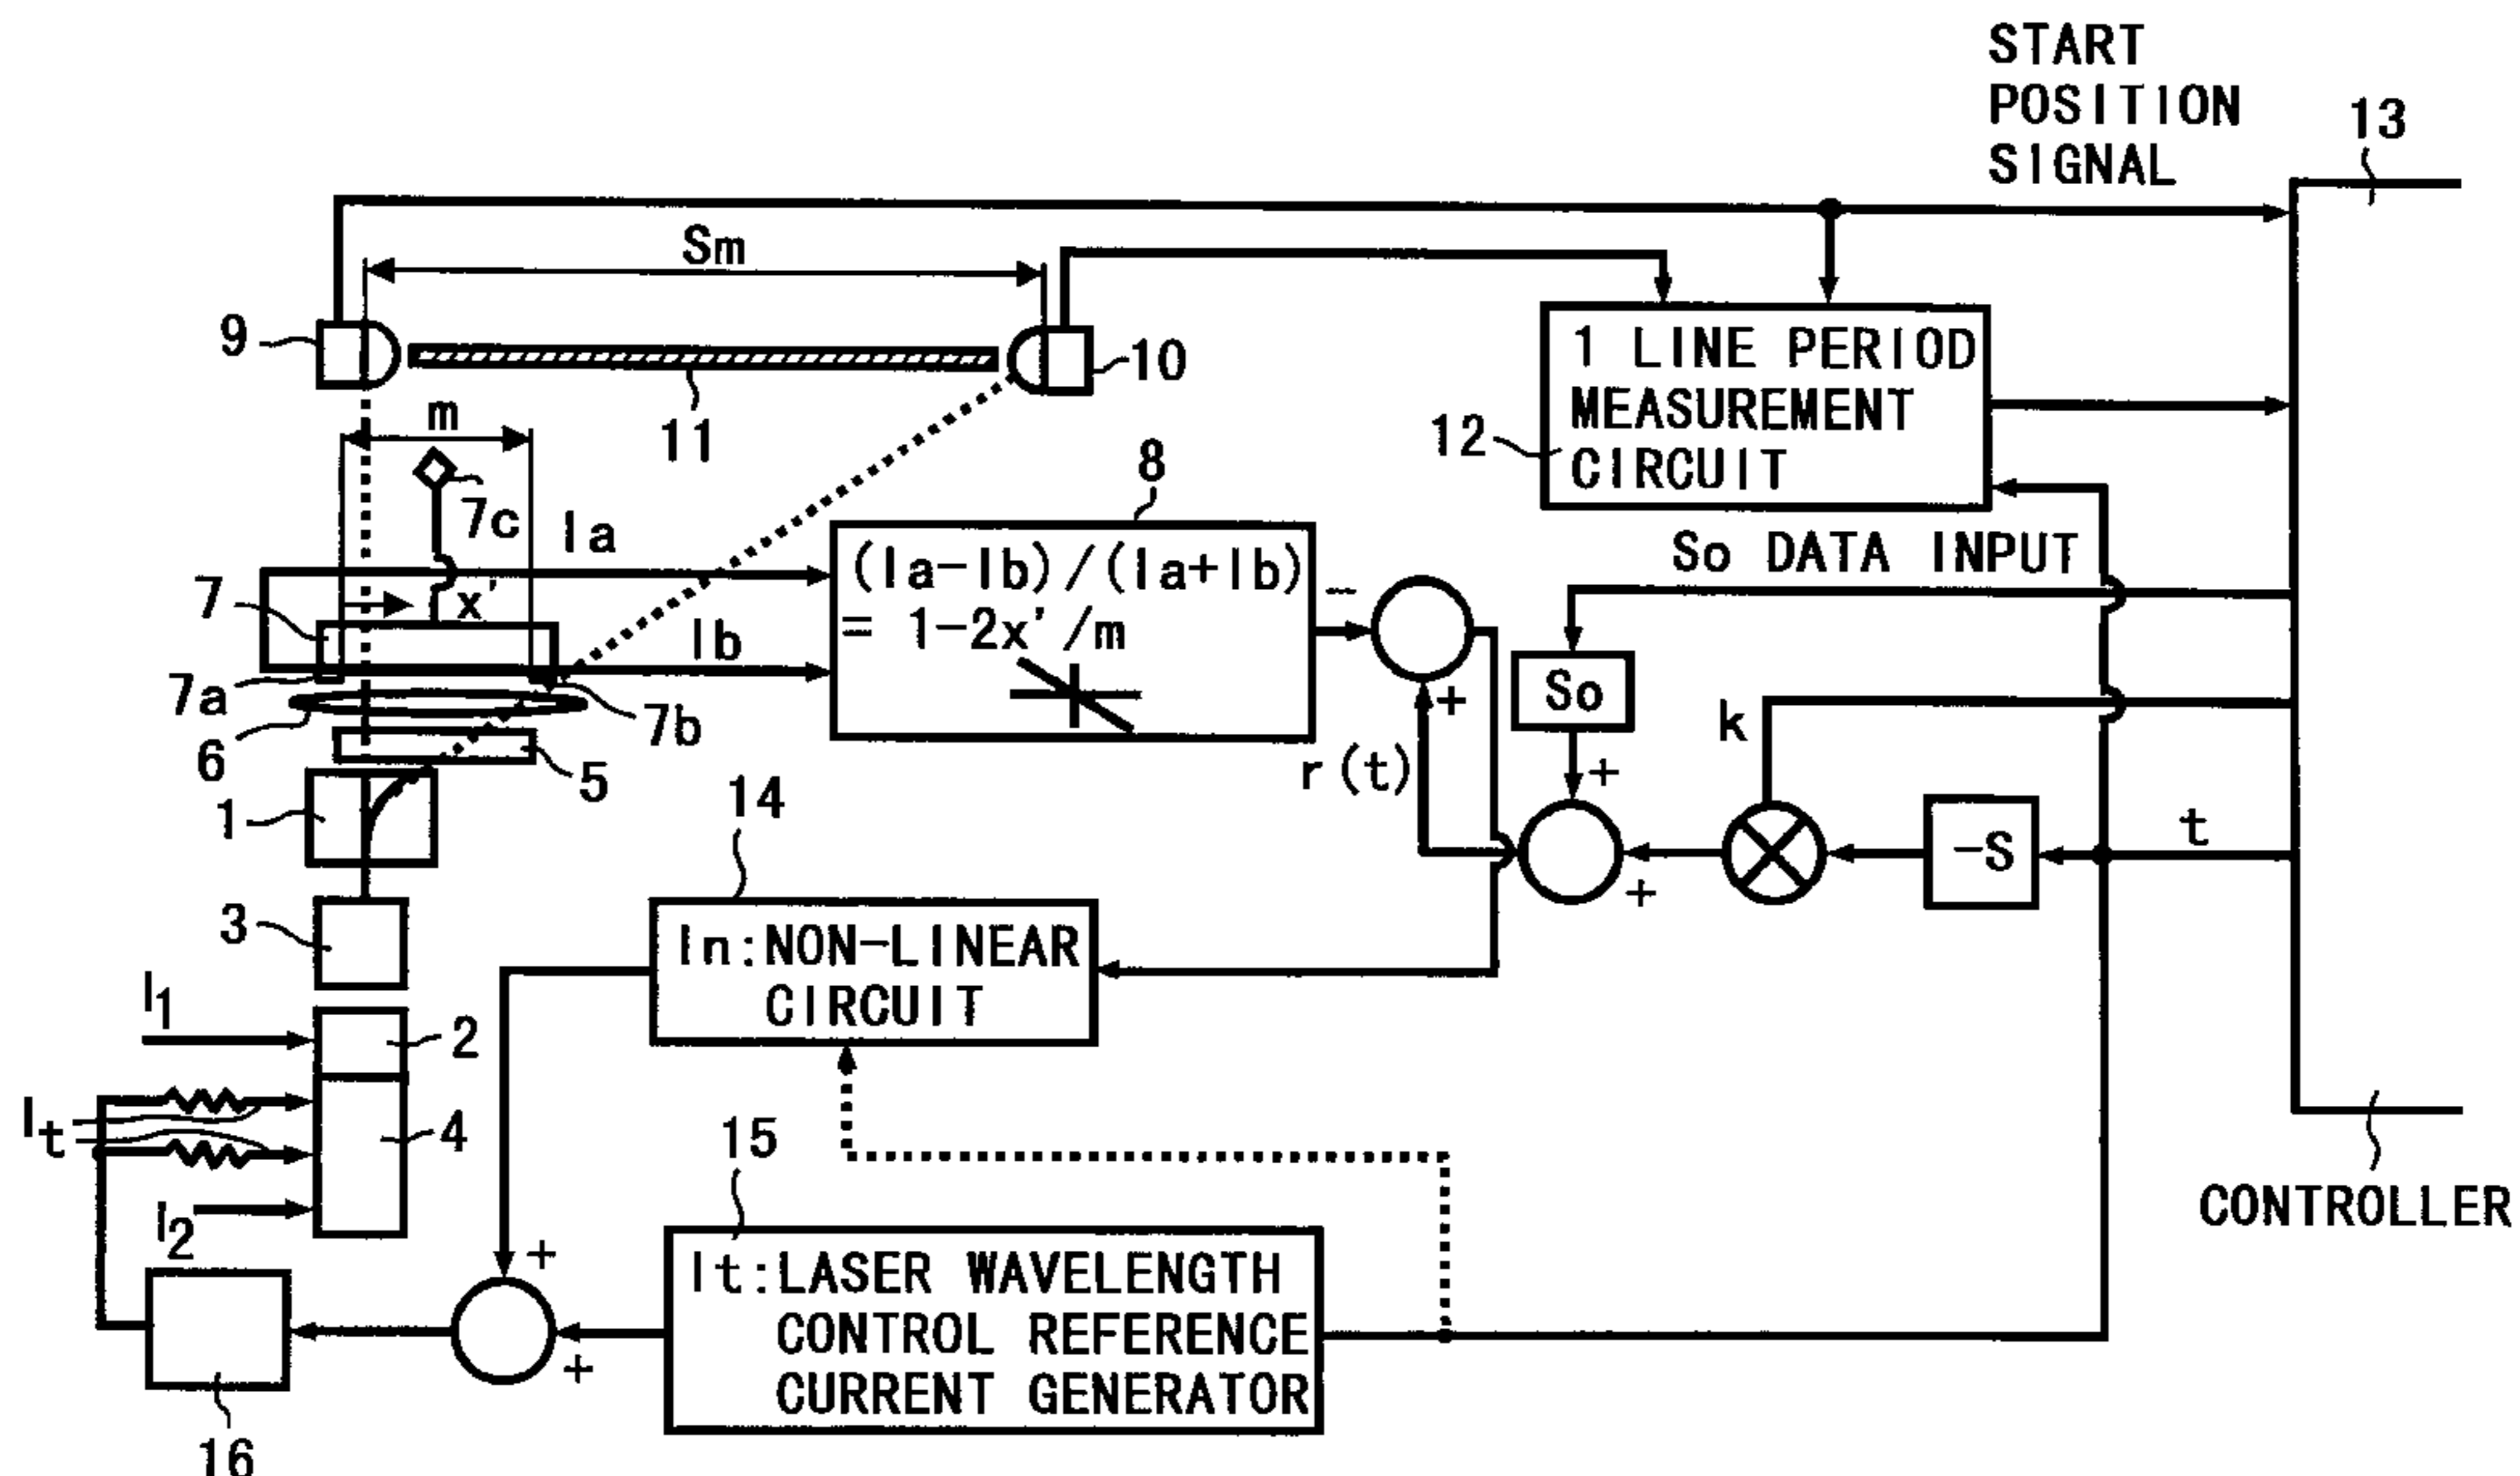 START
POSITION
SIGNAL
13
Sm
9
10
11
1 LINE PERIOD
MEASUREMENT
CIRCUIT
12
m
7c
Ia
8
(Ia-Ib)/(Ia+Ib)
= 1-2x'/m
-
So DATA INPUT
7
x'
Ib
7a
7b
6
5
+
So
k
r(t)
+
+
-S
t
1
14
3
In:NON-LINEAR
CIRCUIT
I1
2
It
4
15
I2
CONTROLLER
+
It:LASER WAVELENGTH
CONTROL REFERENCE
CURRENT GENERATOR
+
16